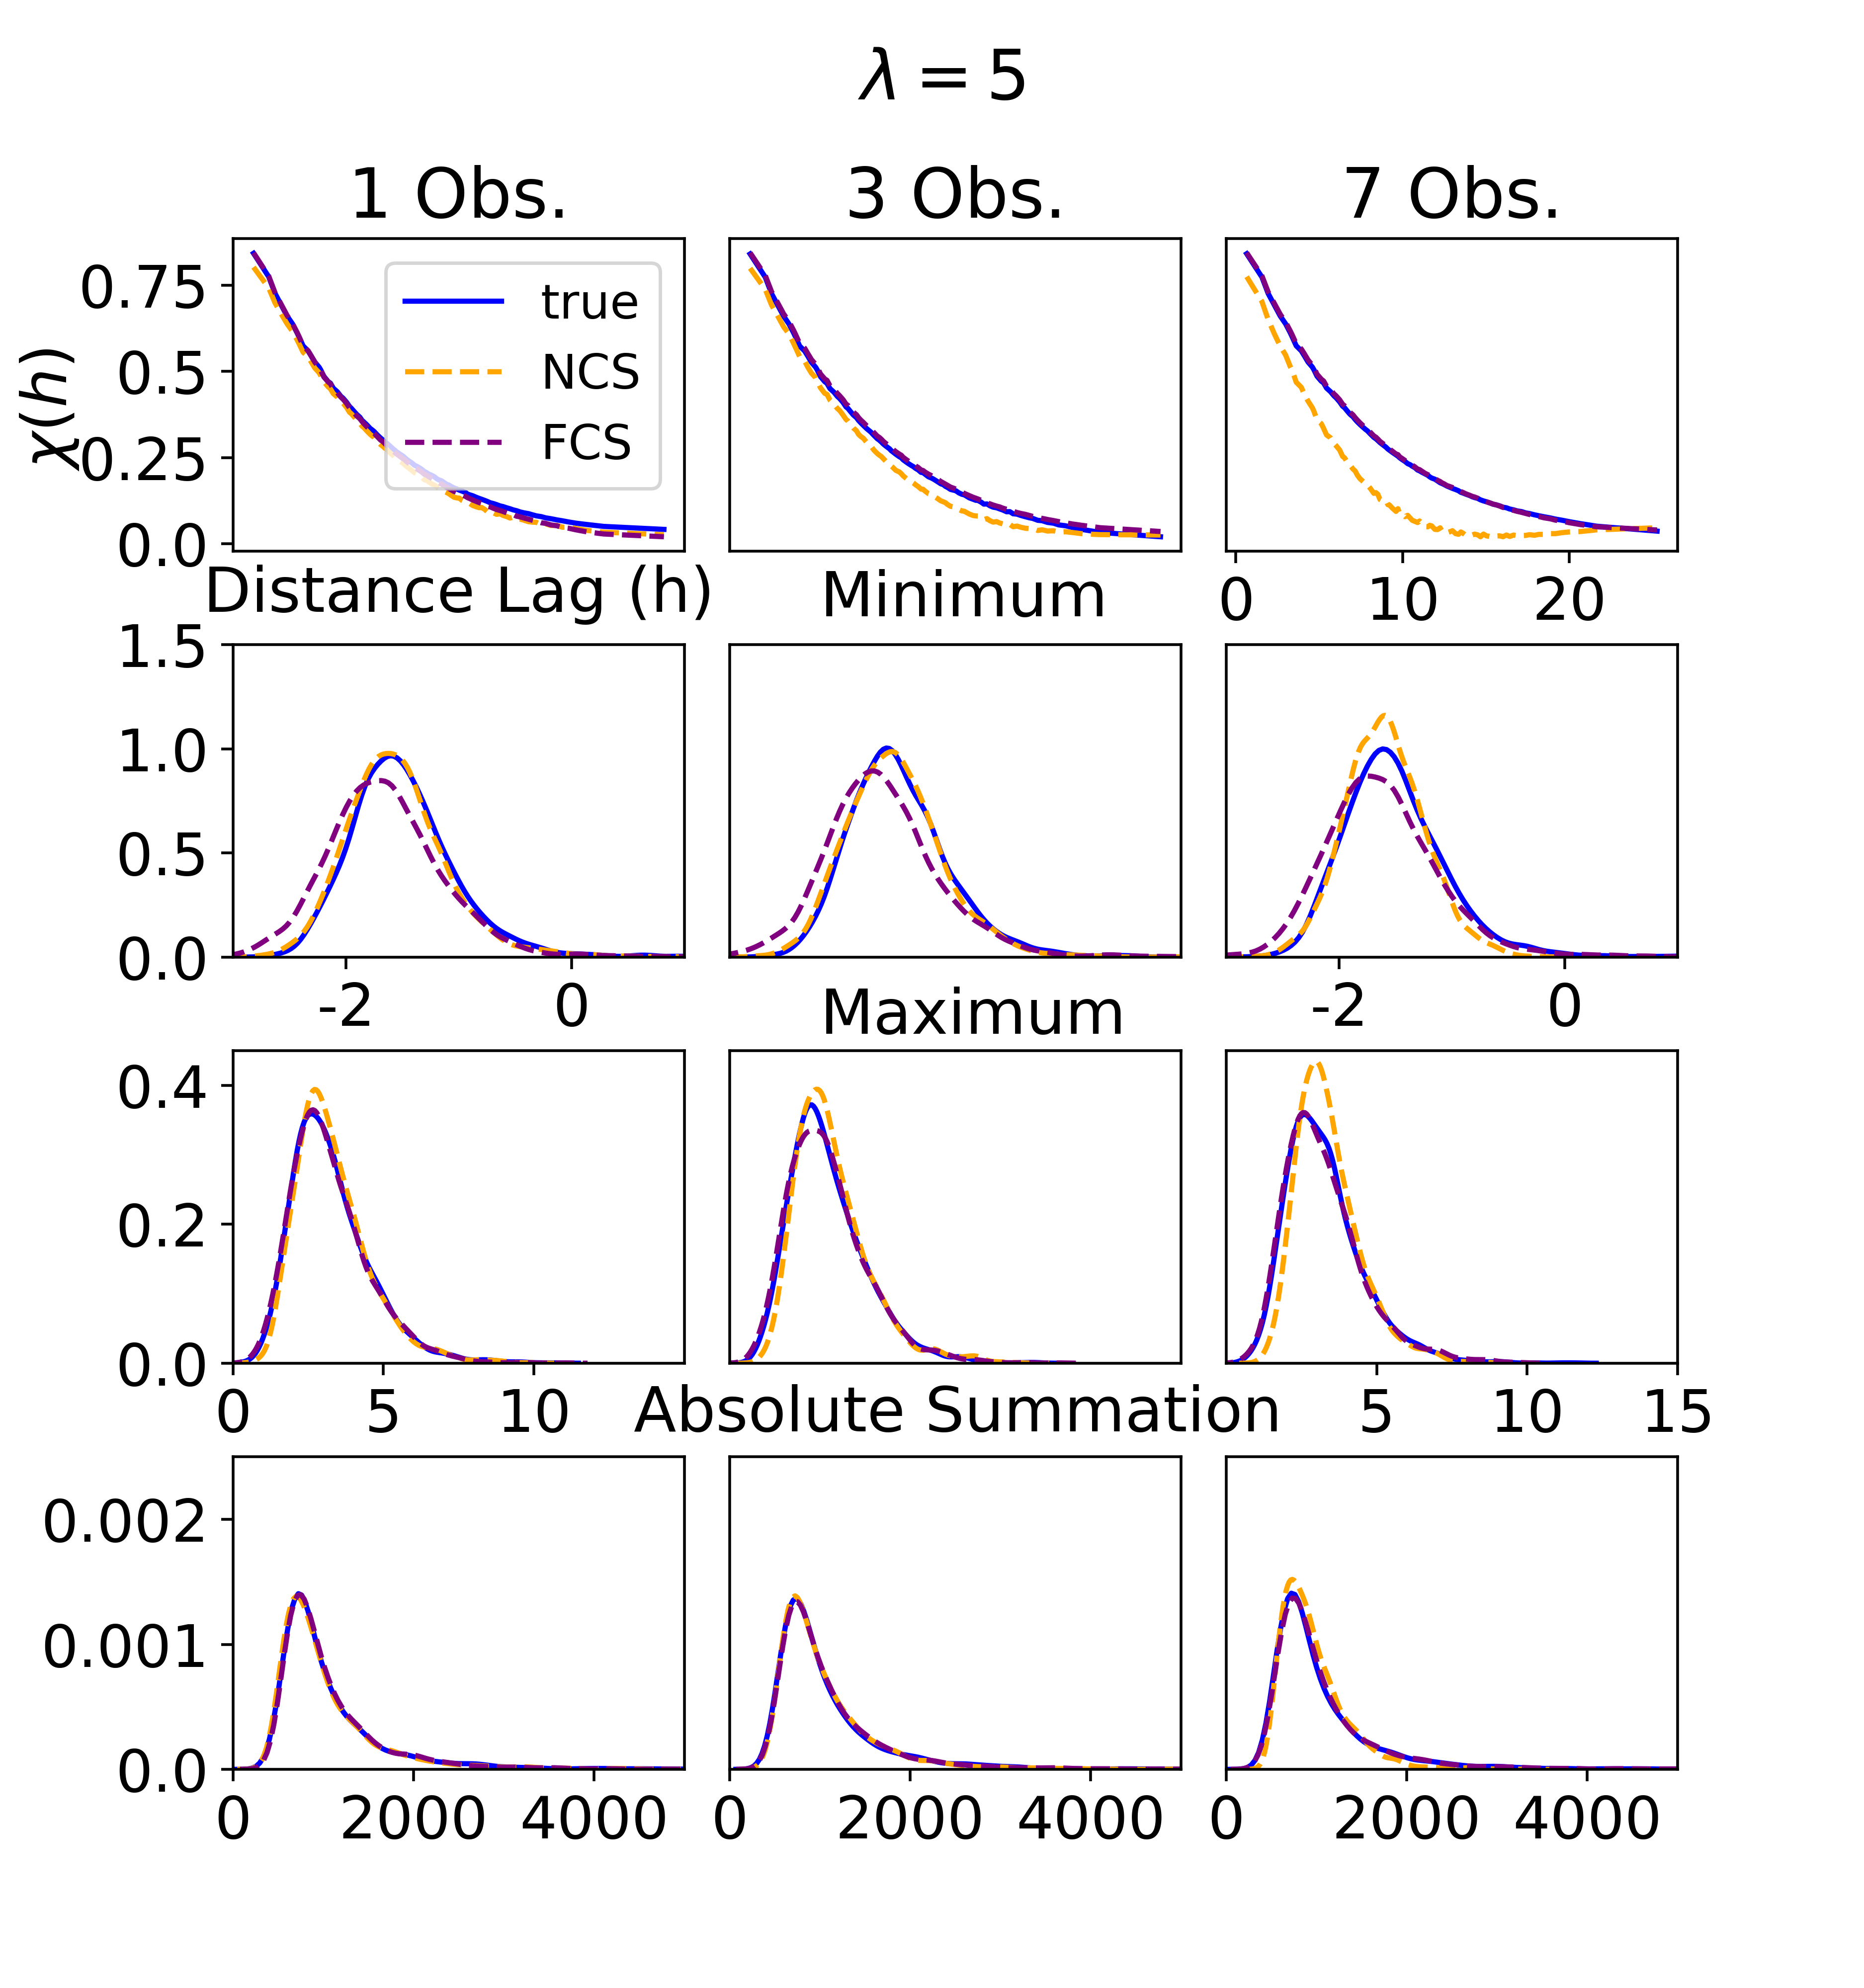 λ = 5
1 Obs. 3 Obs. 7 Obs.
χ(h)
0.75
0.5
0.25
0.0
true
NCS
FCS
0 10 20
Distance Lag (h) Minimum
1.5
1.0
0.5
0.0
-2 0 -2 0
Maximum
0.4
0.2
0.0
0 5 10 5 10 15
Absolute Summation
0.002
0.001
0.0
0 2000 4000 0 2000 4000 0 2000 4000